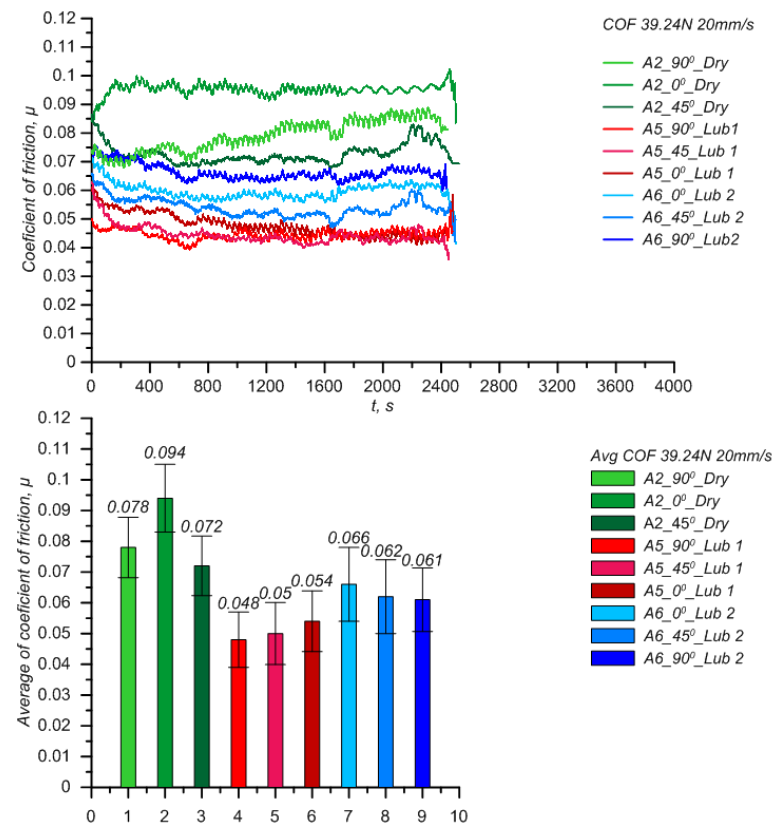 COF 39.24N 20mm/s
A2_90⁰_Dry
A2_0⁰_Dry
A2_45⁰_Dry
A5_90⁰_Lub1
A5_45_Lub 1
A5_0⁰_Lub 1
A6_0⁰_Lub 2
A6_45⁰_Lub 2
A6_90⁰_Lub2
Coeficient of friction, µ
0.12
0.11
0.1
0.09
0.08
0.07
0.06
0.05
0.04
0.03
0.02
0.01
0
0 400 800 1200 1600 2000 2400 2800 3200 3600 4000
t, s
Avg COF 39.24N 20mm/s
A2_90⁰_Dry
A2_0⁰_Dry
A2_45⁰_Dry
A5_90⁰_Lub 1
A5_45⁰_Lub 1
A5_0⁰_Lub 1
A6_0⁰_Lub 2
A6_45⁰_Lub 2
A6_90⁰_Lub 2
Average of coefficient of friction, µ
0.12
0.11
0.1
0.09
0.08
0.07
0.06
0.05
0.04
0.03
0.02
0.01
0
0.078
0.094
0.072
0.048
0.05
0.054
0.066
0.062
0.061
0 1 2 3 4 5 6 7 8 9 10